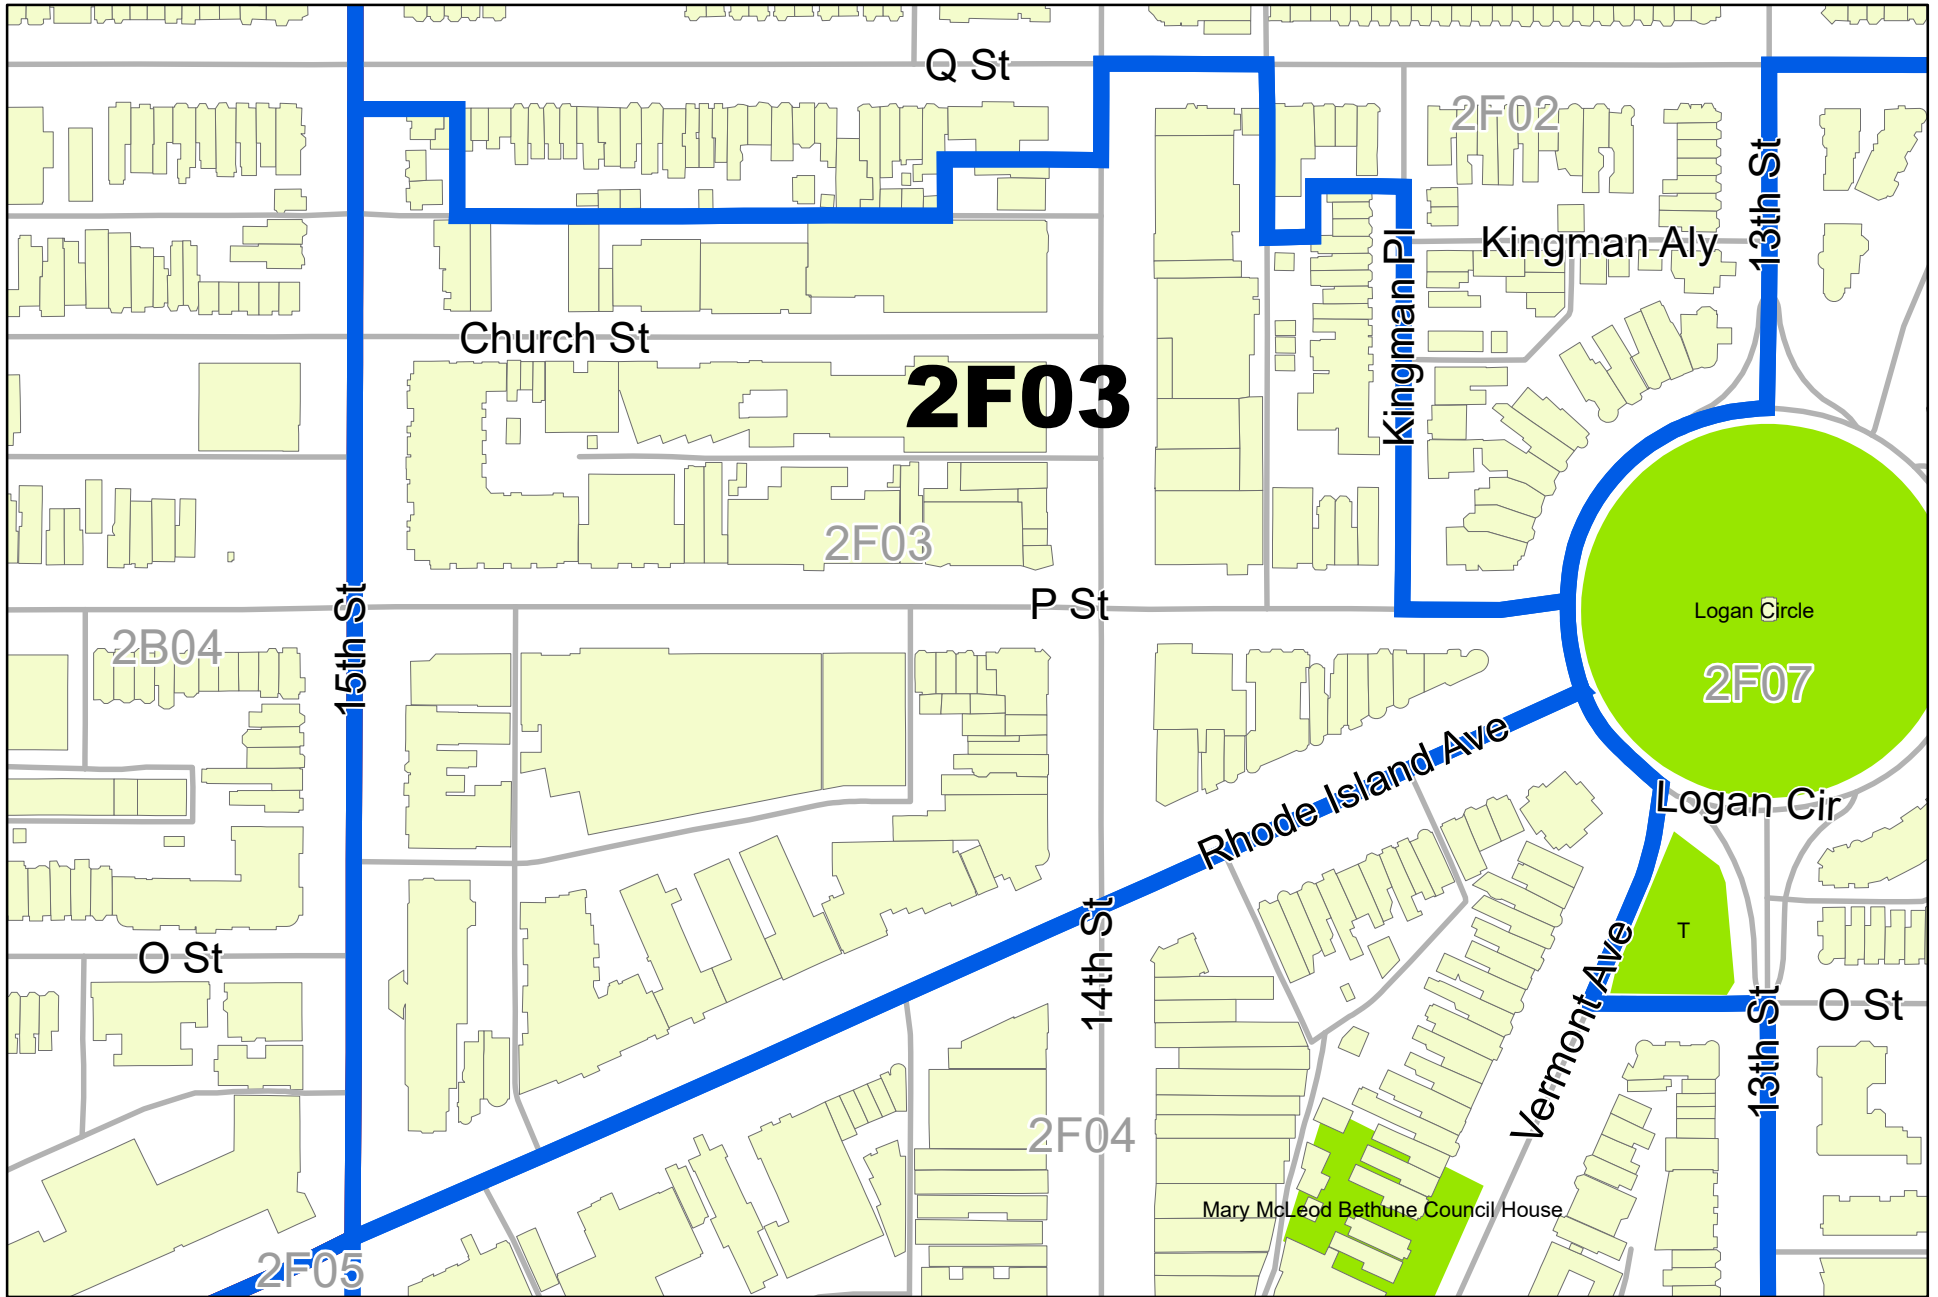 Q St
2F02
13th St
Kingman Aly
Kingman Pl
Church St
2F03
2F03
15th St
P St
Logan Circle
2B04
2F07
Rhode Island Ave
Logan Cir
14th St
T
Vermont Ave
O St
13th St
O St
2F04
Mary McLeod Bethune Council House
2F05